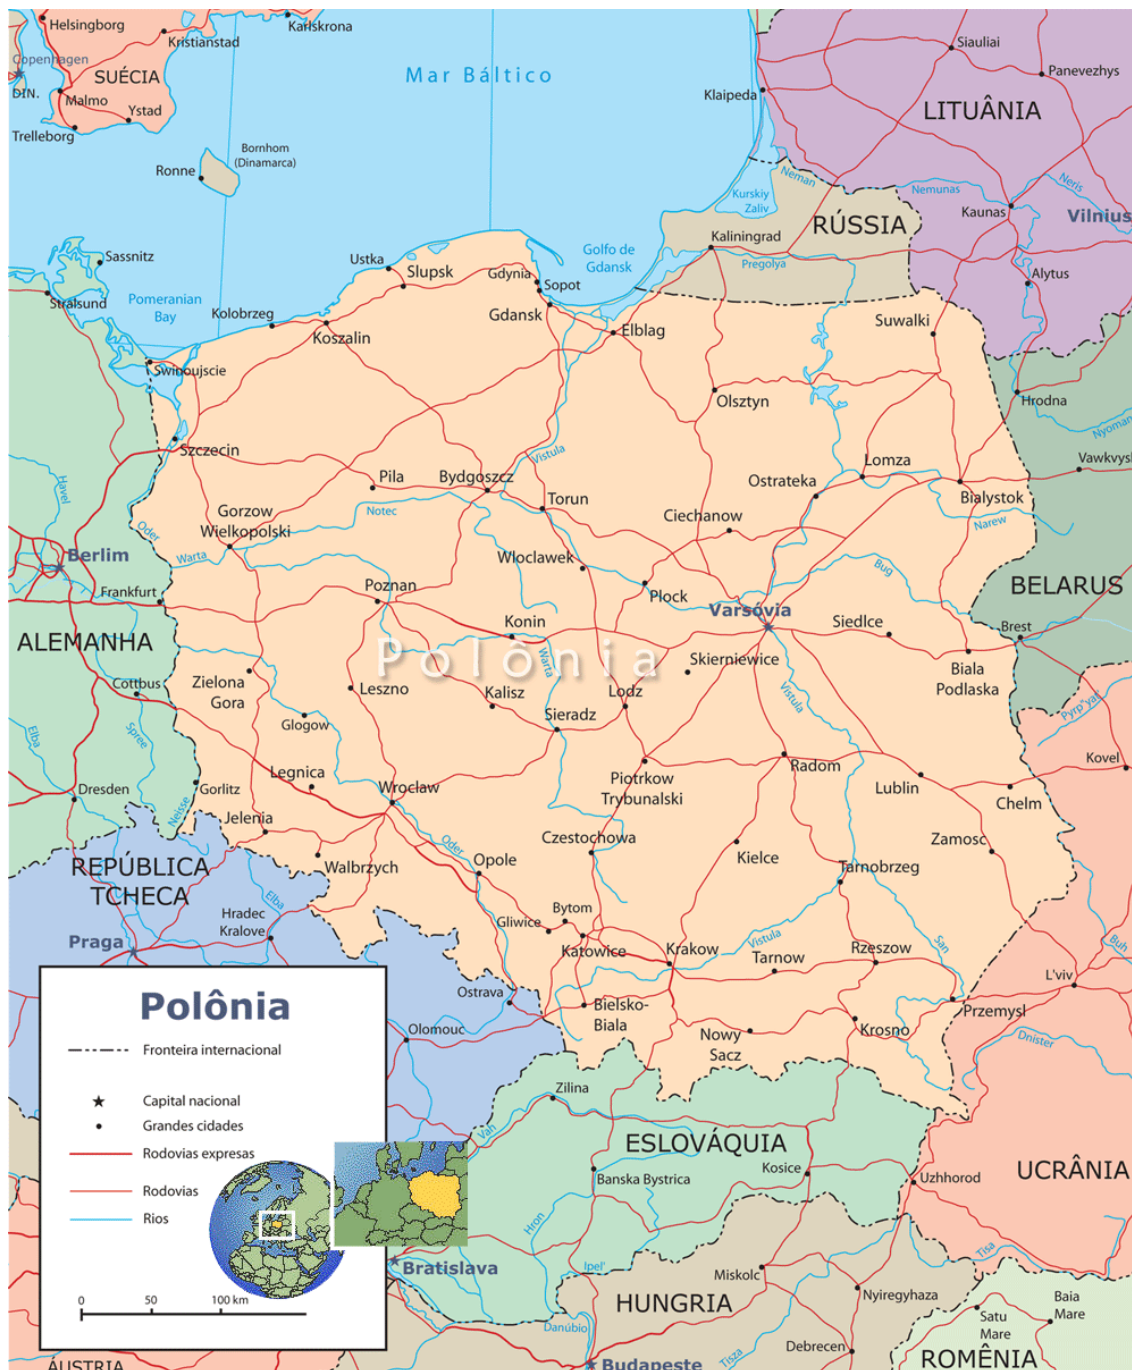 Helsingborg
Karlskrona
Kristianstad
Copenhagen
SUÉCIA
DIN.
Malmo
Ystad
Trelleborg
Mar Báltico
Siauliai
Panevezhys
Klaipeda
LITUÂNIA
Bornhom
(Dinamarca)
Ronne
Neman
Kurskiy
Zaliv
Nemunas
Neris
Kaunas
Vilnius
RÚSSIA
Kaliningrad
Pregolya
Golfo de
Gdansk
Sassnitz
Stralsund
Pomeranian
Bay
Ustka
Slupsk
Gdynia
Sopot
Gdansk
Alytus
Kolobrzeg
Koszalin
Elblag
Suwalki
Swinoujscie
Olsztyn
Hrodna
Nyoman
Szczecin
Vistula
Lomza
Vawkvysk
Havel
Pila
Bydgoszcz
Torun
Ostrateka
Bialystok
Gorzow
Wielkopolski
Notec
Ciechanow
Narew
Oder
Warta
Berlim
Wloclawek
Bug
BELARUS
Frankfurt
Poznan
Plock
Varsóvia
Konin
Siedlce
Brest
ALEMANHA
Polônia
Warta
Skierniewice
Biala
Podlaska
Cottbus
Zielona
Gora
Leszno
Kalisz
Lodz
Vistula
Pyrp"yas'
Elba
Spree
Glogow
Sieradz
Kovel
Legnica
Wroclaw
Piotrkow
Trybunalski
Radom
Lublin
Chelm
Dresden
Neisse
Gorlitz
Jelenia
Oder
Czestochowa
Kielce
Zamosc
REPÚBLICA
TCHECA
Walbrzych
Opole
Tarnobrzeg
Elba
Hradec
Kralove
Bytom
Gliwice
Katowice
Krakow
Vistula
Tarnow
Rzeszow
San
Buh
Praga
L'viv
Ostrava
Bielsko-
Biala
Przemysl
Olomouc
Nowy
Sacz
Krosno
Dnister
Zilina
Vah
ESLOVÁQUIA
Kosice
Banska Bystrica
Uzhhorod
UCRÂNIA
Hron
Bratislava
Ipel'
Tisa
Miskolc
Nyiregyhaza
HUNGRIA
Satu
Mare
Baia
Mare
Danúbio
Tisza
Debrecen
Budapeste
ROMÊNIA
ÁUSTRIA
Polônia
Fronteira internacional
Capital nacional
Grandes cidades
Rodovias expresas
Rodovias
Rios
0 50 100 km